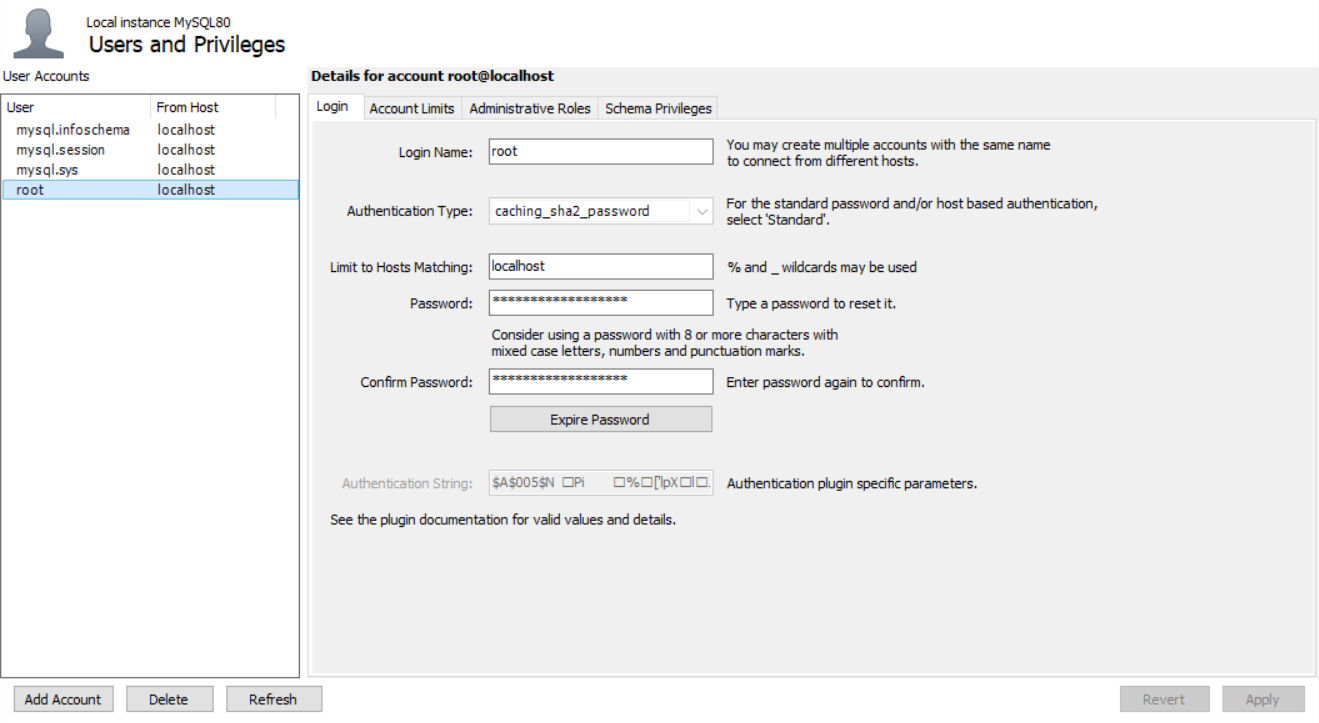 Local instance MySQL80
Users and Privileges
User Accounts
User From Host
mysql.infoschema localhost
mysql.session localhost
mysql.sys localhost
root localhost
Add Account Delete Refresh
Details for account root@localhost
Login Account Limits Administrative Roles Schema Privileges
Login Name: root You may create multiple accounts with the same name
to connect from different hosts.
Authentication Type: caching_sha2_password For the standard password and/or host based authentication,
select 'Standard'.
Limit to Hosts Matching: localhost % and _ wildcards may be used
Password: ****************** Type a password to reset it.
Consider using a password with 8 or more characters with
mixed case letters, numbers and punctuation marks.
Confirm Password: ****************** Enter password again to confirm.
Expire Password
Authentication String: $A$005$N □Pi Authentication plugin specific parameters.
See the plugin documentation for valid values and details.
Revert Apply